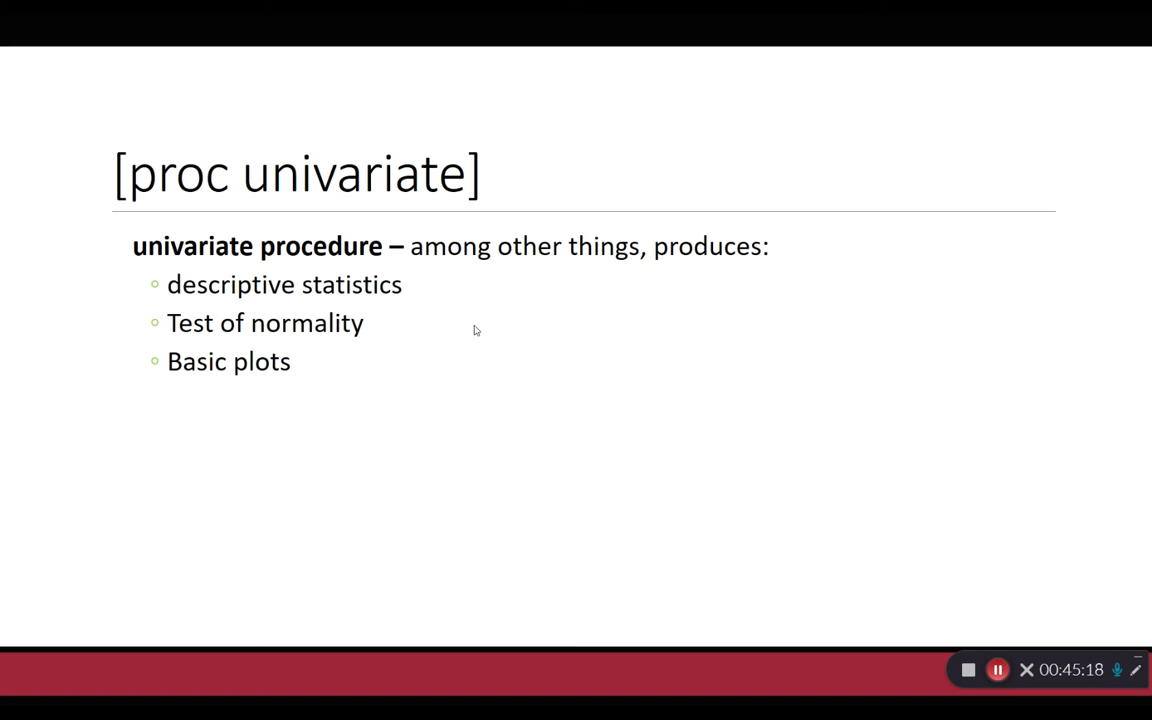 [proc univariate]
univariate procedure – among other things, produces:
◦ descriptive statistics
◦ Test of normality
◦ Basic plots
00:45:18